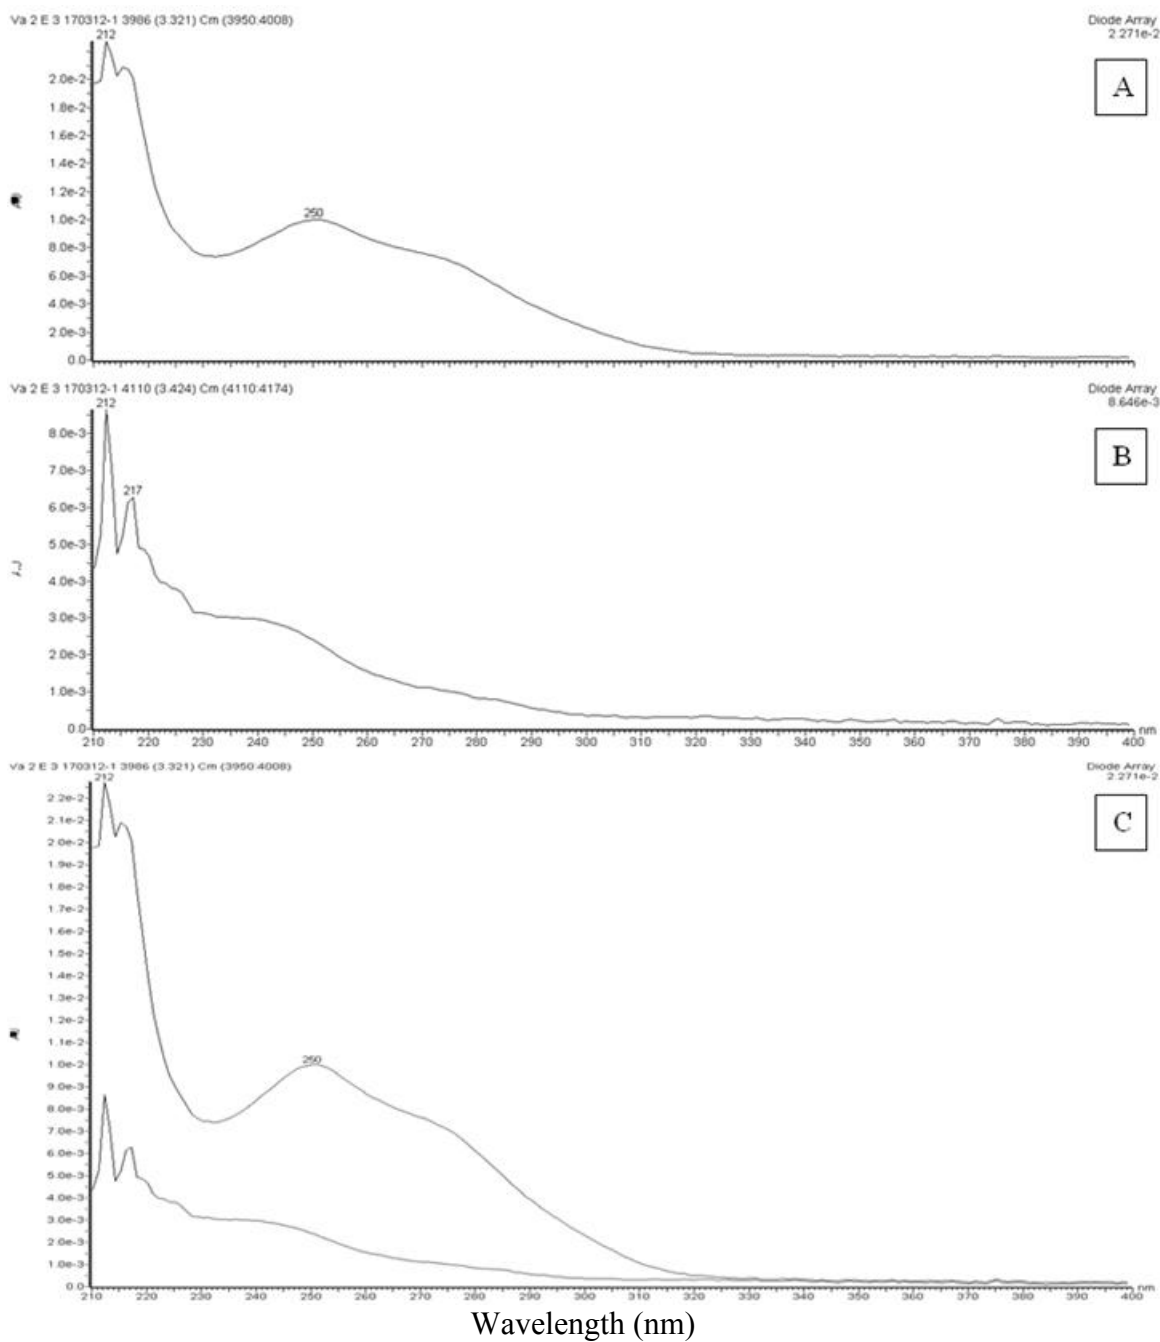 Va 2 E 3 170312-1 3986 (3.321) Cm (3950:4008)
Diode Array
2.271e-2
212
A
2.0e-2
1.8e-2
1.6e-2
1.4e-2
1.2e-2
250
1.0e-2
8.0e-3
6.0e-3
4.0e-3
2.0e-3
0.0
Va 2 E 3 170312-1 4110 (3.424) Cm (4110:4174)
Diode Array
8.646e-3
212
B
8.0e-3
7.0e-3
217
6.0e-3
5.0e-3
4.0e-3
3.0e-3
2.0e-3
1.0e-3
0.0
210 220 230 240 250 260 270 280 290 300 310 320 330 340 350 360 370 380 390 400 nm
Va 2 E 3 170312-1 3986 (3.321) Cm (3950:4008)
Diode Array
2.271e-2
212
C
2.2e-2
2.1e-2
2.0e-2
1.9e-2
1.8e-2
1.7e-2
1.6e-2
1.5e-2
1.4e-2
1.3e-2
1.2e-2
1.1e-2
250
1.0e-2
9.0e-3
8.0e-3
7.0e-3
6.0e-3
5.0e-3
4.0e-3
3.0e-3
2.0e-3
1.0e-3
0.0
210 220 230 240 250 260 270 280 290 300 310 320 330 340 350 360 370 380 390 400 nm
Wavelength (nm)